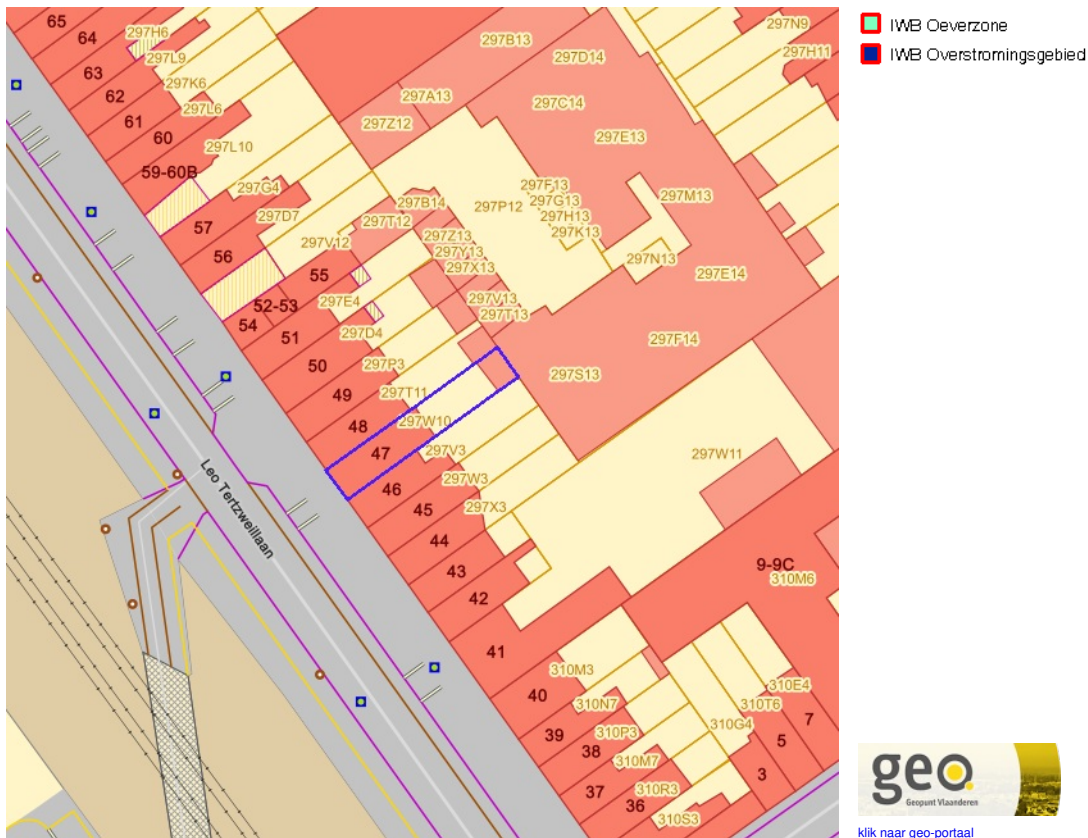 65
297H6
64
297L9
63
297K6
62
297L6
61
60
297L10
59-60B
297G4
57
297D7
56
297V12
55
52-53
297E4
54
51
297D4
50
297P3
49
297T11
48
297W10
47
297V3
46
297W3
45
297X3
44
43
42
41
310M3
40
310N7
39
310P3
38
310M7
37
310R3
36
310S3
297B13
297D14
297N9
297H11
297A13
297C14
297Z12
297E13
297F13
297G13
297H13
297K13
297M13
297P12
297B14
297T12
297Z13
297Y13
297X13
297N13
297E14
297V13
297T13
297F14
297S13
297W11
9-9C
310M6
310E4
310T6
310G4
7
5
3
Leo Tertzweillaan
IWB Oeverzone
IWB Overstromingsgebied
geo.
Geopunt Vlaanderen
klik naar geo-portaal